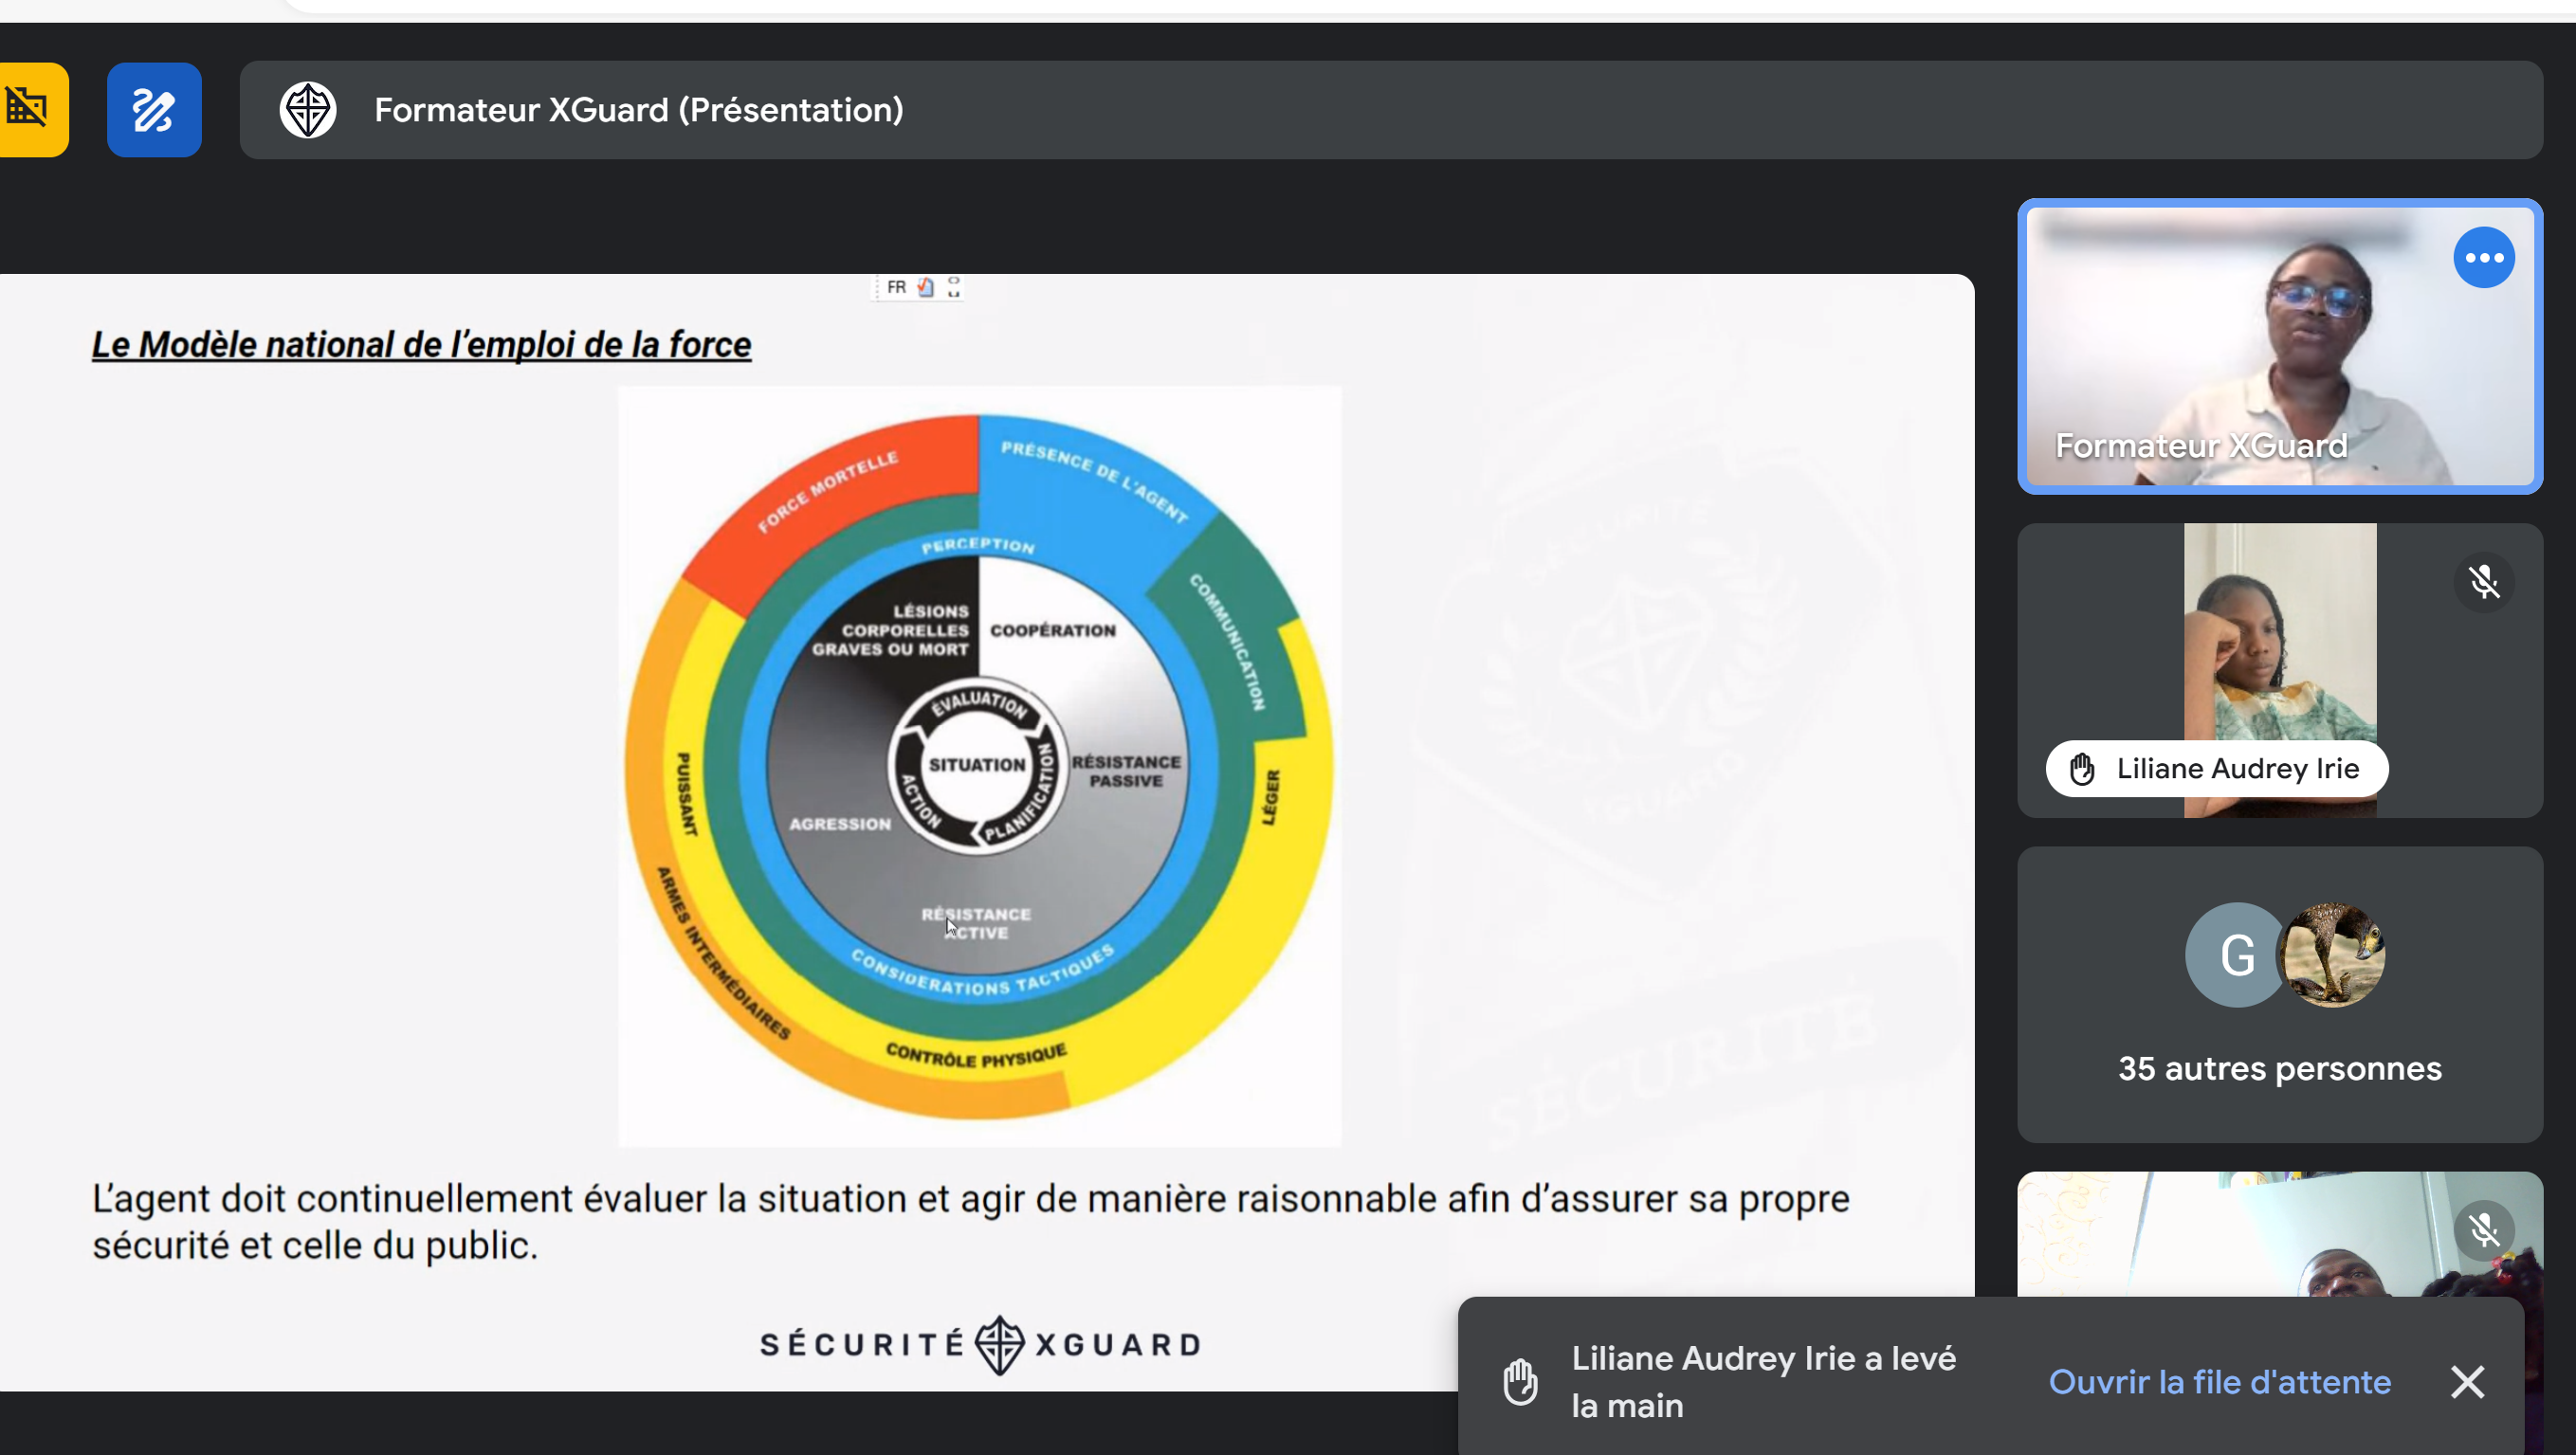 Formateur XGuard (Présentation)
FR
Le Modèle national de l'emploi de la force
FORCE MORTELLE
PRÉSENCE DE L'AGENT
PERCEPTION
COMMUNICATION
LÉSIONS
CORPORELLES
GRAVES OU MORT
COOPÉRATION
ÉVALUATION
SITUATION
PLANIFICATION
ACTION
RÉSISTANCE
PASSIVE
PUISSANT
LÉGER
AGRESSION
RÉSISTANCE
ACTIVE
CONSIDERATIONS TACTIQUES
ARMES INTERMÉDIAIRES
CONTRÔLE PHYSIQUE
L'agent doit continuellement évaluer la situation et agir de manière raisonnable afin d'assurer sa propre
sécurité et celle du public.
SÉCURITÉ XGUARD
SÉCURITÉ
Formateur XGuard
Liliane Audrey Irie
G
35 autres personnes
Liliane Audrey Irie a levé
la main
Ouvrir la file d'attente